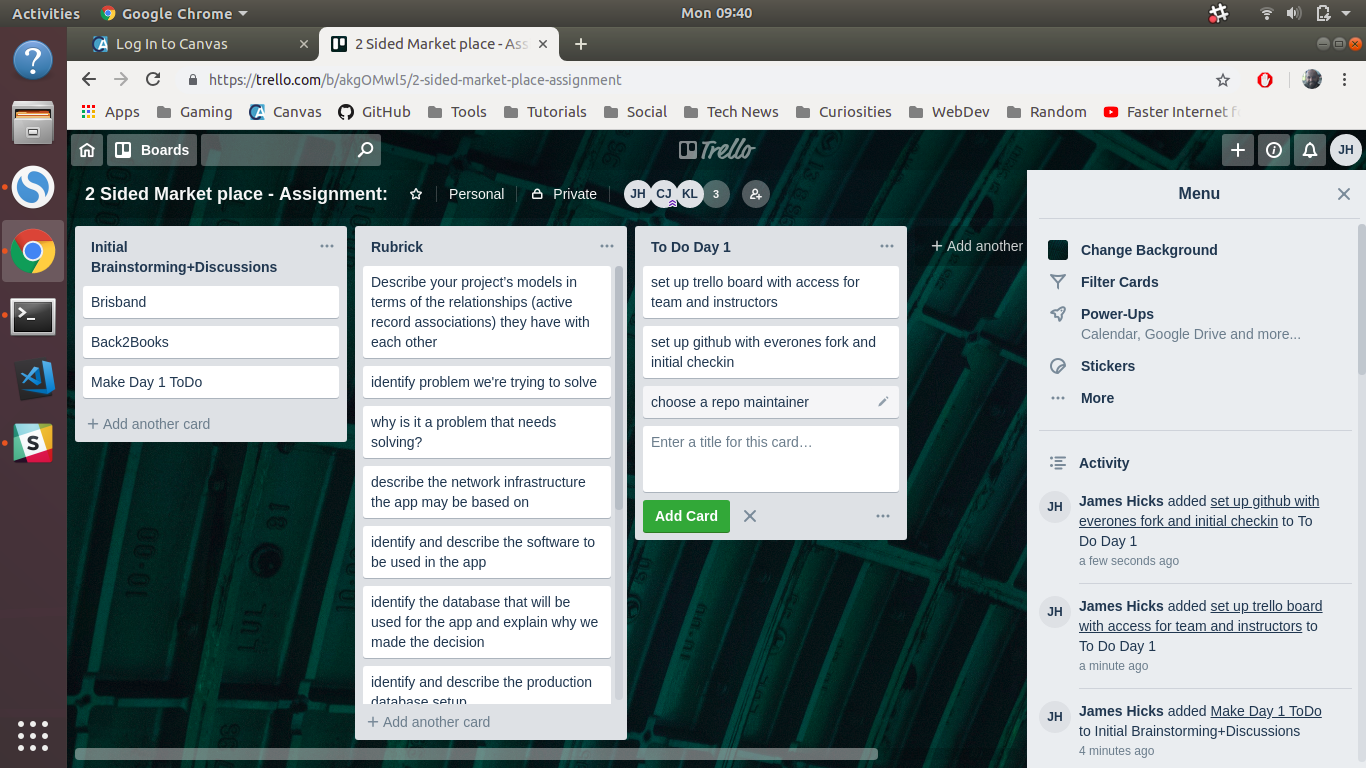 Activities
Google Chrome
Mon 09:40
Log In to Canvas
2 Sided Market place - Ass
https://trello.com/b/akgOMwl5/2-sided-market-place-assignment
Apps
Gaming
Canvas
GitHub
Tools
Tutorials
Social
Tech News
Curiosities
WebDev
Random
Faster Internet f
Boards
Trello
JH
2 Sided Market place - Assignment:
Personal
Private
JH
CJ
KL
3
Initial
Brainstorming+Discussions
Brisband
Back2Books
Make Day 1 ToDo
+ Add another card
Rubrick
Describe your project's models in
terms of the relationships (active
record associations) they have with
each other
identify problem we're trying to solve
why is it a problem that needs
solving?
describe the network infrastructure
the app may be based on
identify and describe the software to
be used in the app
identify the database that will be
used for the app and explain why we
made the decision
identify and describe the production
database setup
+ Add another card
To Do Day 1
set up trello board with access for
team and instructors
set up github with everones fork and
initial checkin
choose a repo maintainer
Enter a title for this card…
Add Card
+ Add another
Menu
Change Background
Filter Cards
Power-Ups
Calendar, Google Drive and more...
Stickers
More
Activity
JH
James Hicks added set up github with
everones fork and initial checkin to To
Do Day 1
a few seconds ago
JH
James Hicks added set up trello board
with access for team and instructors to
To Do Day 1
a minute ago
JH
James Hicks added Make Day 1 ToDo
to Initial Brainstorming+Discussions
4 minutes ago